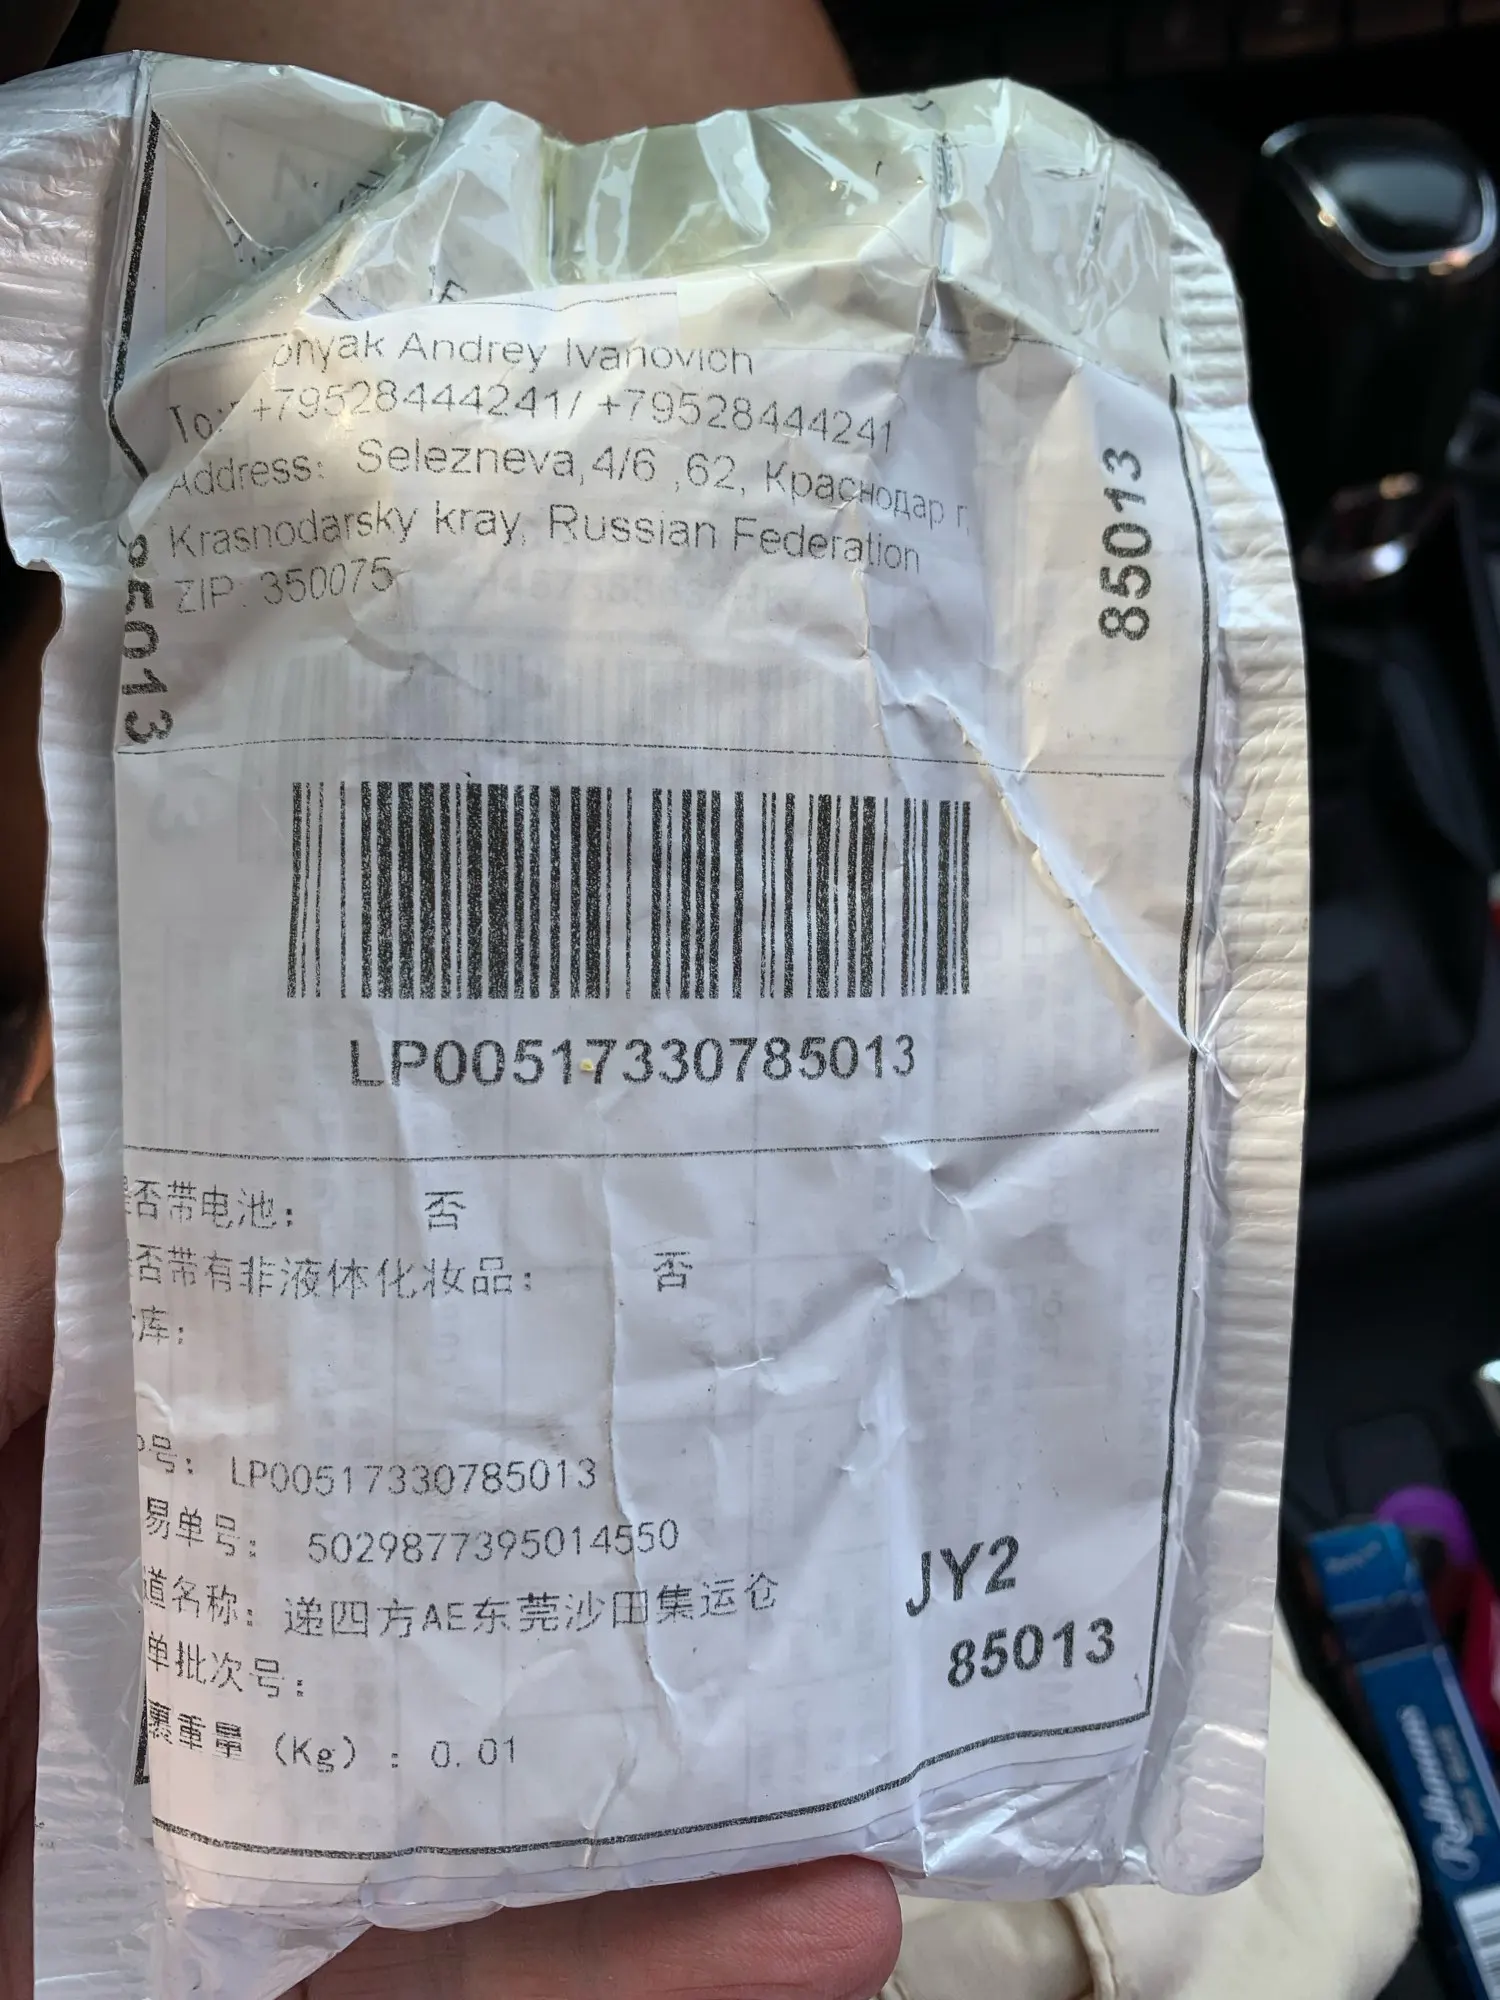 Andrey Ivanovich
To: +79528444241/ +79528444241
Address: Selezneva,4/6 ,62, Краснодар г,
Krasnodarsky kray, Russian Federation
ZIP: 350075
85013
85013
LP00517330785013
是否带电池: 否
是否带有非液体化妆品: 否
库:
号: LP00517330785013
易单号: 5029877395014550
道名称: 递四方AE东莞沙田集运仓
单批次号:
重量 (Kg) : 0.01
JY2
85013
Rothmans